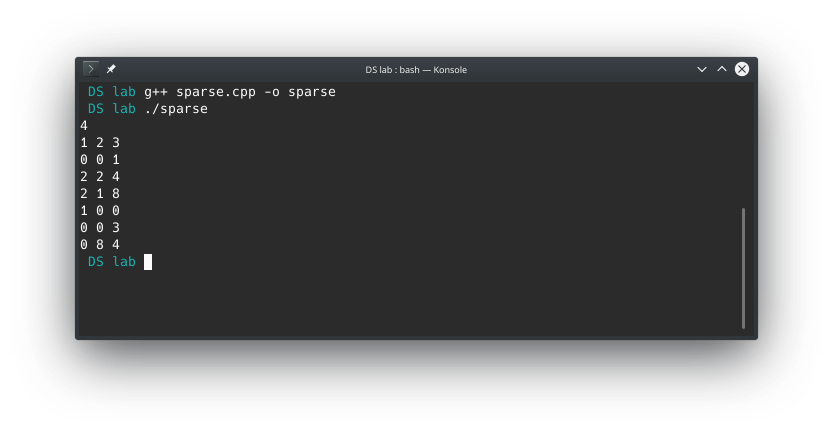 DS lab : bash — Konsole
DS lab g++ sparse.cpp -o sparse
DS lab ./sparse
4
1 2 3
0 0 1
2 2 4
2 1 8
1 0 0
0 0 3
0 8 4
DS lab